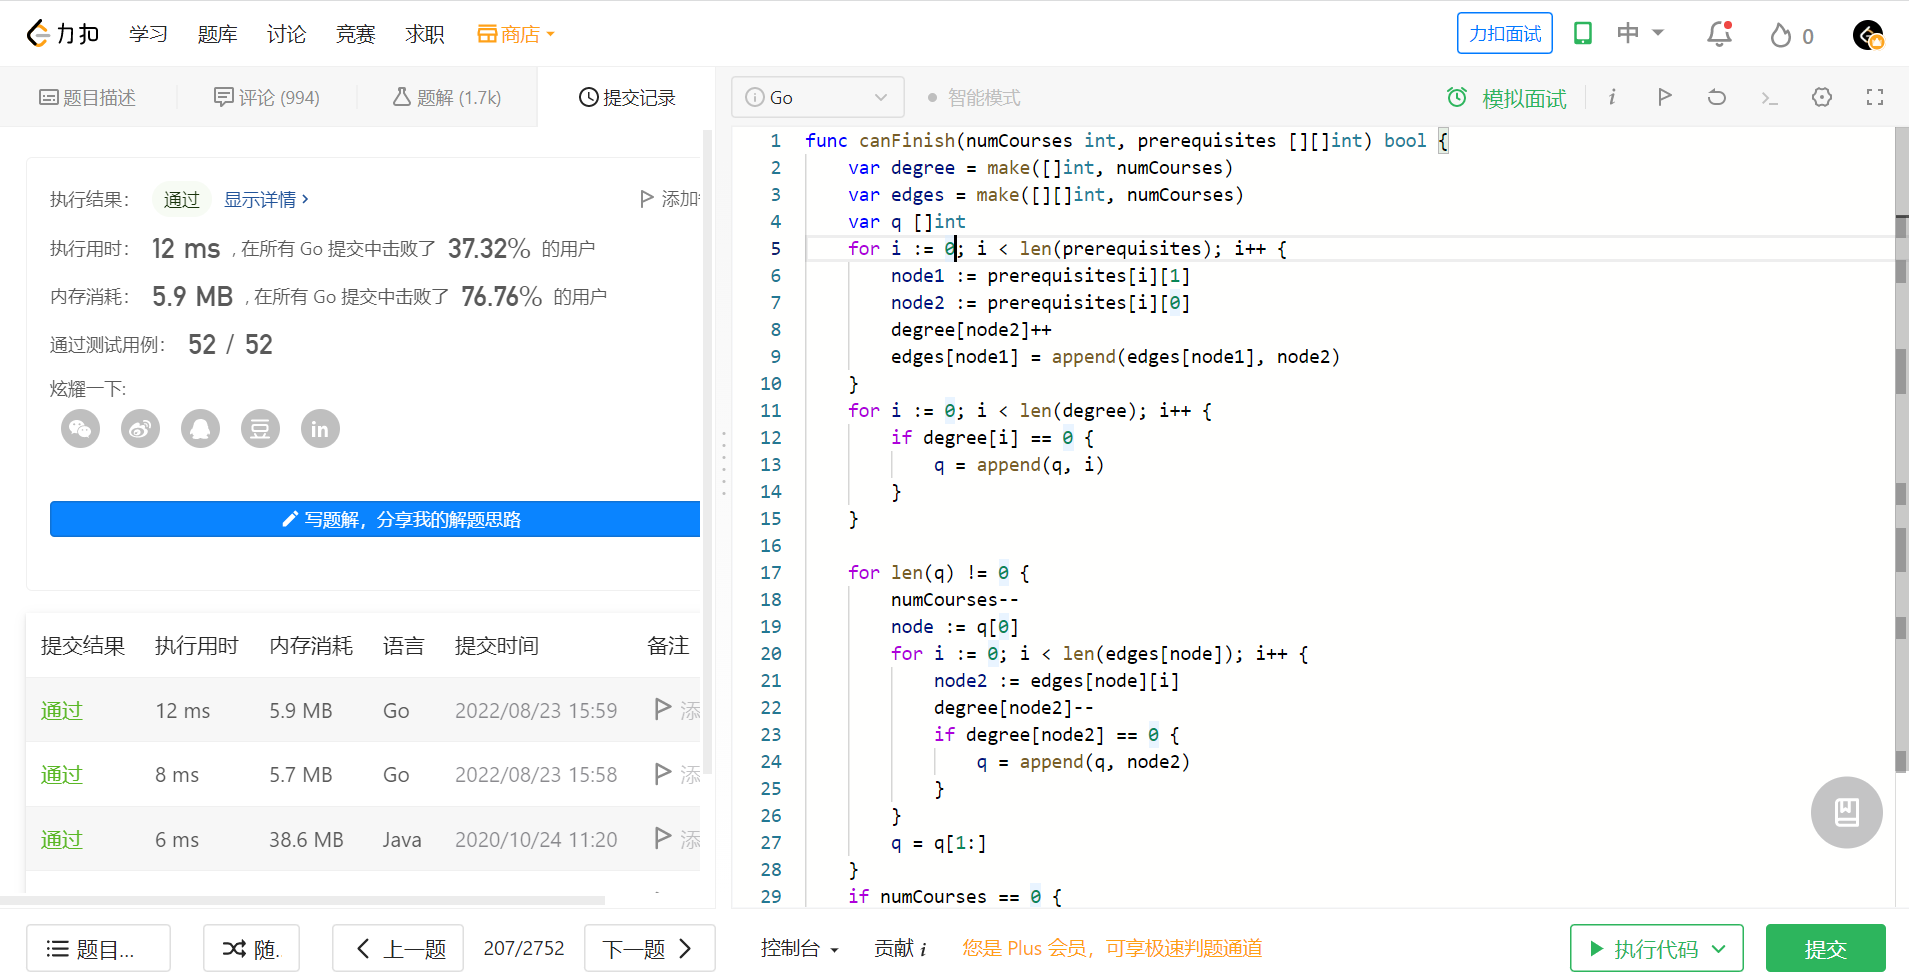 力扣 学习 题库 讨论 竞赛 求职 商店 力扣面试 中 0
题目描述 评论 (994) 题解 (1.7k) 提交记录
执行结果： 通过 显示详情 › 添加
执行用时： 12 ms , 在所有 Go 提交中击败了 37.32% 的用户
内存消耗： 5.9 MB , 在所有 Go 提交中击败了 76.76% 的用户
通过测试用例： 52 / 52
炫耀一下:
豆 in
写题解，分享我的解题思路
提交结果 执行用时 内存消耗 语言 提交时间 备注
通过 12 ms 5.9 MB Go 2022/08/23 15:59 添
通过 8 ms 5.7 MB Go 2022/08/23 15:58 添
通过 6 ms 38.6 MB Java 2020/10/24 11:20 添
题目... 随.. 上一题 207/2752 下一题
Go 智能模式 模拟面试 i
1 func canFinish(numCourses int, prerequisites [][]int) bool {
2 var degree = make([]int, numCourses)
3 var edges = make([][]int, numCourses)
4 var q []int
5 for i := 0; i < len(prerequisites); i++ {
6 node1 := prerequisites[i][1]
7 node2 := prerequisites[i][0]
8 degree[node2]++
9 edges[node1] = append(edges[node1], node2)
10 }
11 for i := 0; i < len(degree); i++ {
12 if degree[i] == 0 {
13 q = append(q, i)
14 }
15 }
16
17 for len(q) != 0 {
18 numCourses--
19 node := q[0]
20 for i := 0; i < len(edges[node]); i++ {
21 node2 := edges[node][i]
22 degree[node2]--
23 if degree[node2] == 0 {
24 q = append(q, node2)
25 }
26 }
27 q = q[1:]
28 }
29 if numCourses == 0 {
控制台 贡献 i 您是 Plus 会员，可享极速判题通道 执行代码 提交